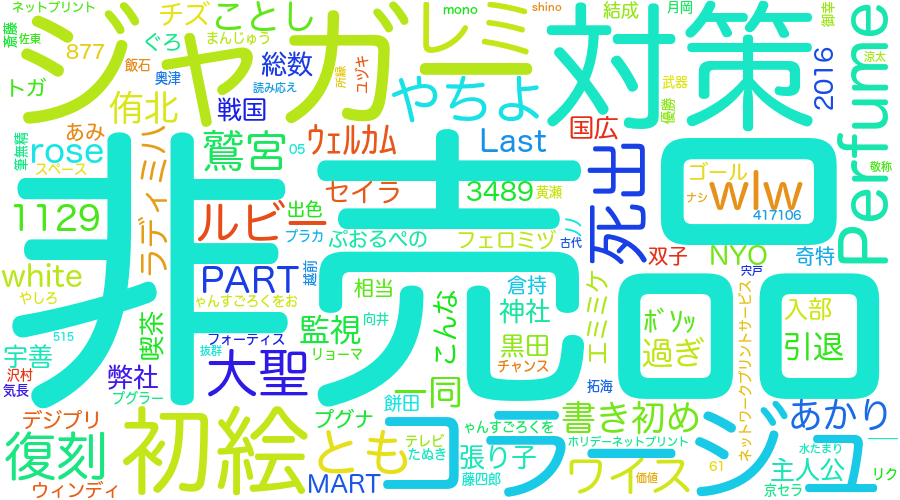 ネットプリント
斎藤
佐東
チズ
ことし
ジャガー
レミ
mono
shino
結成
月岡
御幸
対策
877
ぐろ
まんじゅう
総数
飯石
奥津
読み応え
所縁
ユヅキ
やちよ
武器
優勝
2016
Perfume
涼太
トガ
侑北
戦国
あみ
rose
筆無精
スペース
ラディミハ
鷲宮
05
ウェルカム
Last
国広
死出
ゴール
wlw
ナシ
417106
敬称
非売品
1129
ルビー
セイラ
3489
黄瀬
出色
プラカ
ぷおるぺの
フェロミヅ
ノノ
古代
双子
NYO
宍戸
奇特
white
PART
越前
やしろ
ゃんすごろくをお
相当
倉持
神社
エミミケ
ネットワークプリントサービス
入部
515
喫茶
監視
向井
こんな
ボソッ
引退
宇善
フォーティス
抜群
リョーマ
黒田
過ぎ
沢村
気長
弊社
プグラー
大聖
チャンス
拓海
デジプリ
初絵
プグナ
餅田
一同
書き初め
コラ
ジュ
あかり
復刻
とも
テレビ
たぬき
ゃんすごろくを
ホリデーネットプリント
張り子
水たまり
ウィンディ
MART
藤四郎
ワイス
価値
61
主人公
京セラ
リク